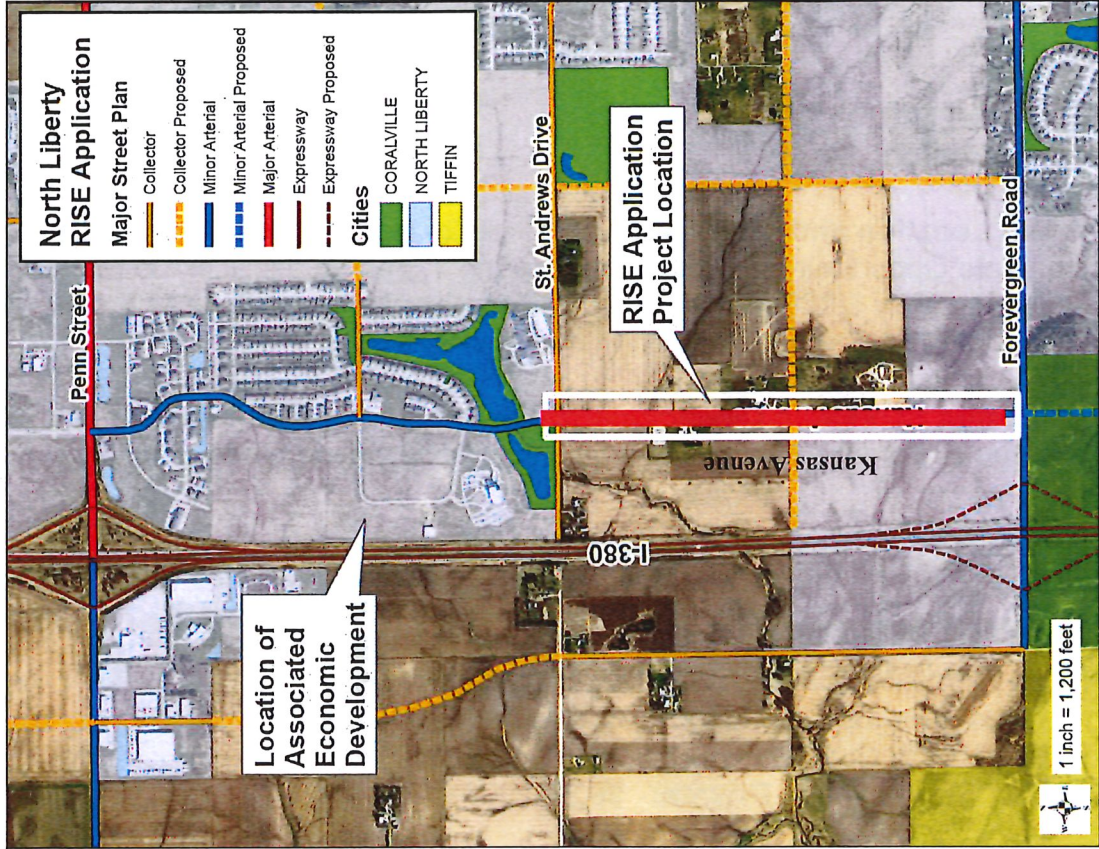 North Liberty
RISE Application
Major Street Plan
Collector
Collector Proposed
Minor Arterial
Minor Arterial Proposed
Major Arterial
Expressway
Expressway Proposed
Cities
CORALVILLE
NORTH LIBERTY
TIFFIN
Penn Street
Location of
Associated
Economic
Development
St. Andrews Drive
I-380
RISE Application
Project Location
Kansas Avenue
Forevergreen Road
1 inch = 1,200 feet